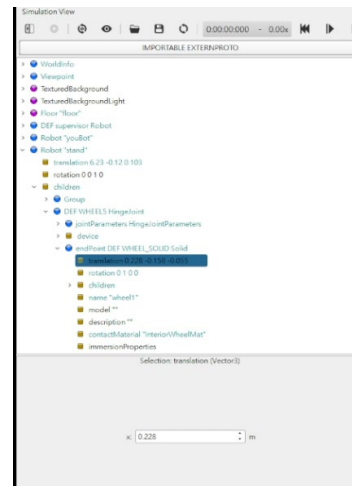 Simulation View
0:00:00:000 - 0.00x
IMPORTABLE EXTERNPROTO
WorldInfo
Viewpoint
TexturedBackground
TexturedBackgroundLight
Floor "floor"
DEF supervisor Robot
Robot "youBot"
Robot "stand"
translation 6.23 -0.12 0.103
rotation 0 0 1 0
children
Group
DEF WHEELS HingeJoint
jointParameters HingeJointParameters
device
endPoint DEF WHEEL_SOLID Solid
translation 0.228 -0.158 -0.055
rotation 0 1 0 0
children
name "wheel1"
model ""
description ""
contactMaterial "InteriorWheelMat"
immersionProperties
Selection: translation (Vector3)
x: 0.228 m